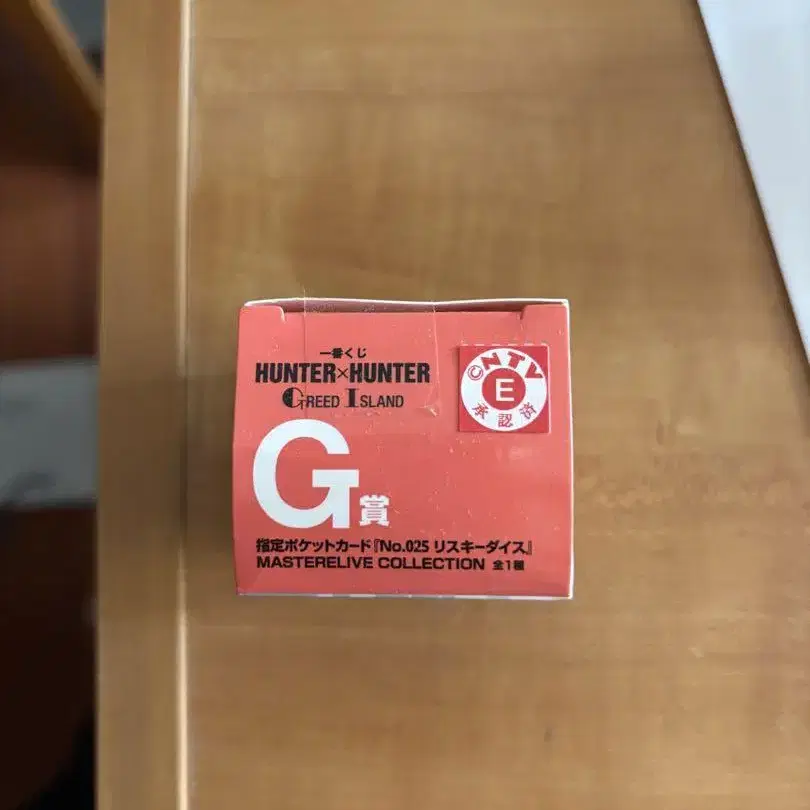 一番くじ
HUNTER×HUNTER
GREED ISLAND
©NTV
E
承認済
G賞
指定ポケットカード『No.025 リスキーダイス』
MASTERELIVE COLLECTION 全1種